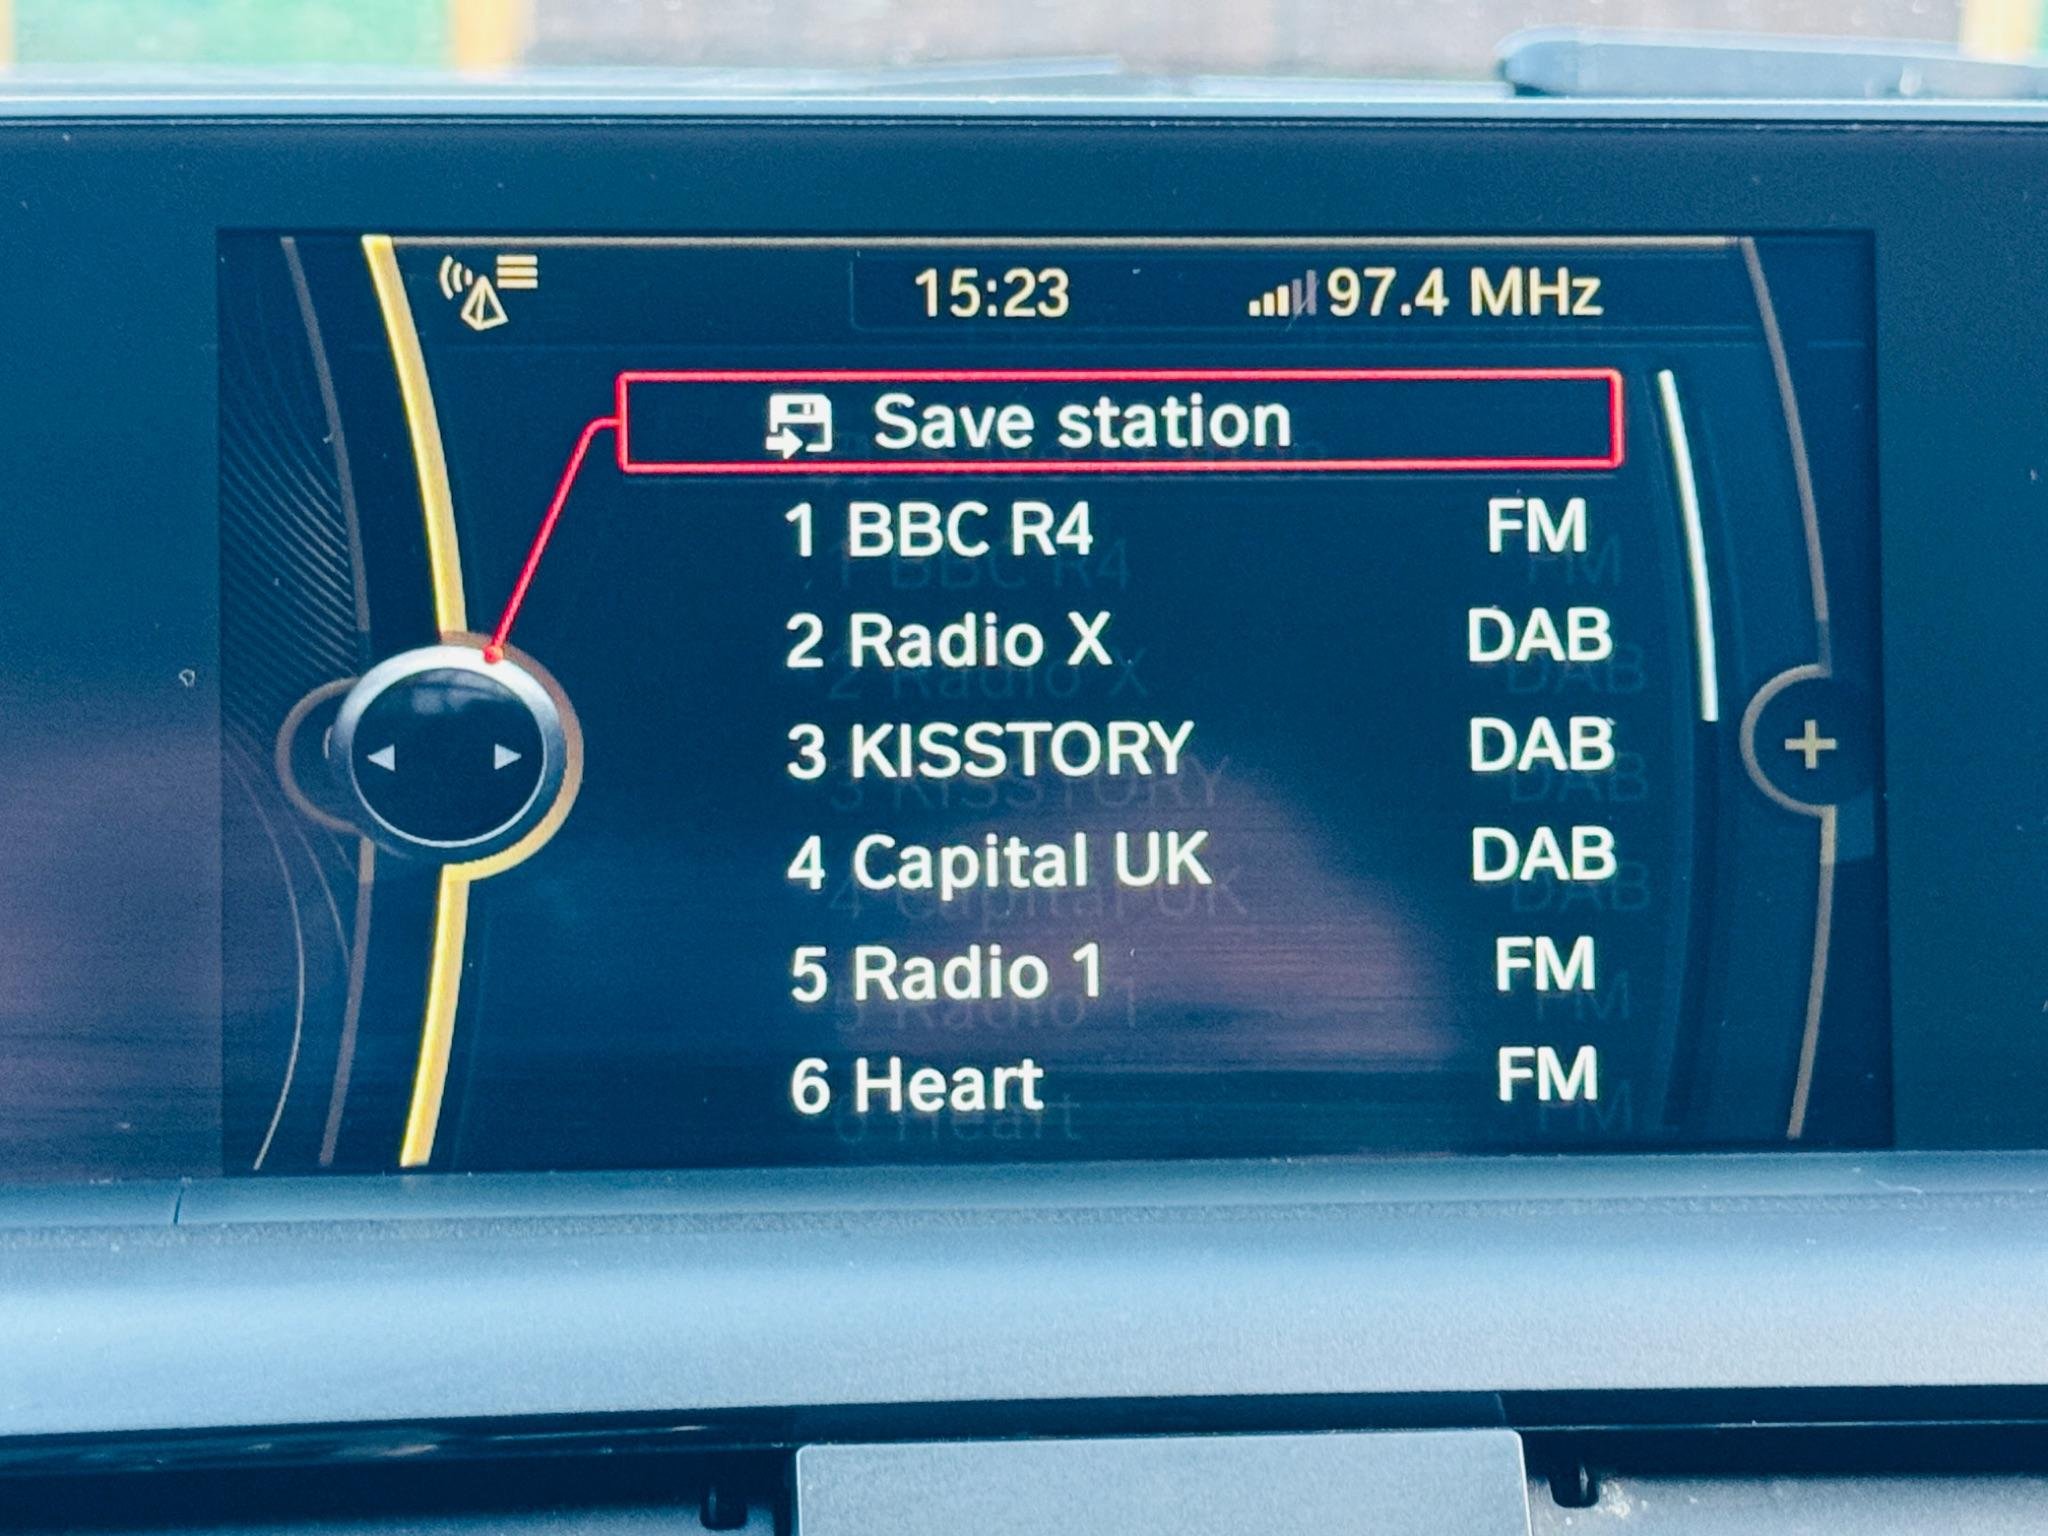 15:23 97.4 MHz
Save station
1 BBC R4 FM
2 Radio X DAB
3 KISSTORY DAB
4 Capital UK DAB
5 Radio 1 FM
6 Heart FM